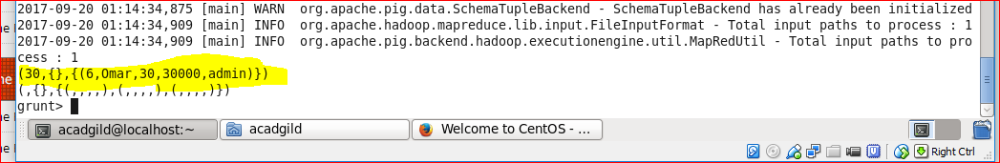 2017-09-20 01:14:34,875 [main] WARN  org.apache.pig.data.SchemaTupleBackend - SchemaTupleBackend has already been initialized
2017-09-20 01:14:34,909 [main] INFO  org.apache.hadoop.mapreduce.lib.input.FileInputFormat - Total input paths to process : 1
2017-09-20 01:14:34,909 [main] INFO  org.apache.pig.backend.hadoop.executionengine.util.MapRedUtil - Total input paths to pro
cess : 1
(30,{},{(6,Omar,30,30000,admin)})
(,{},{(,,,,),(,,,,),(,,,,)})
grunt>
acadgild@localhost:~ acadgild Welcome to CentOS - ...
Right Ctrl